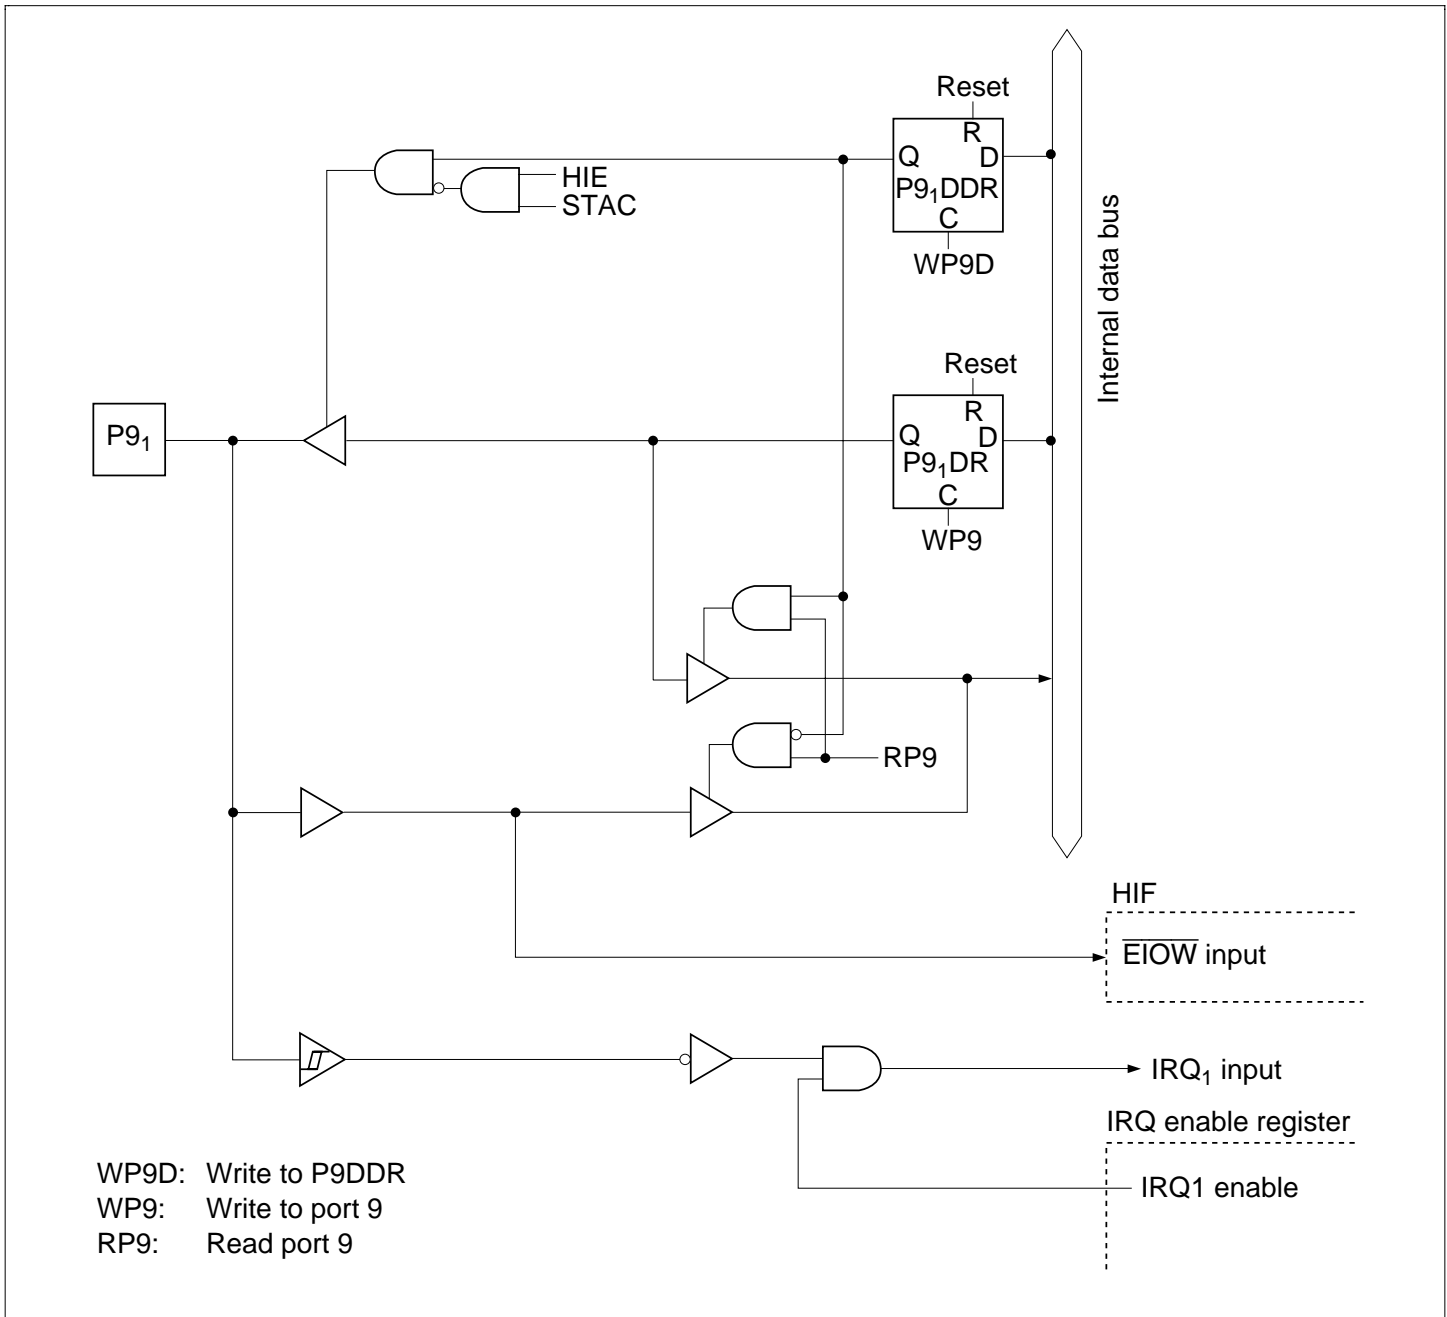 Reset
R
Q
D
P9₁DDR
C
WP9D
HIE
STAC
Internal data bus
Reset
R
Q
D
P9₁DR
C
WP9
P9₁
RP9
HIF
E̅I̅O̅W̅ input
IRQ₁ input
IRQ enable register
IRQ1 enable
WP9D: Write to P9DDR
WP9: Write to port 9
RP9: Read port 9